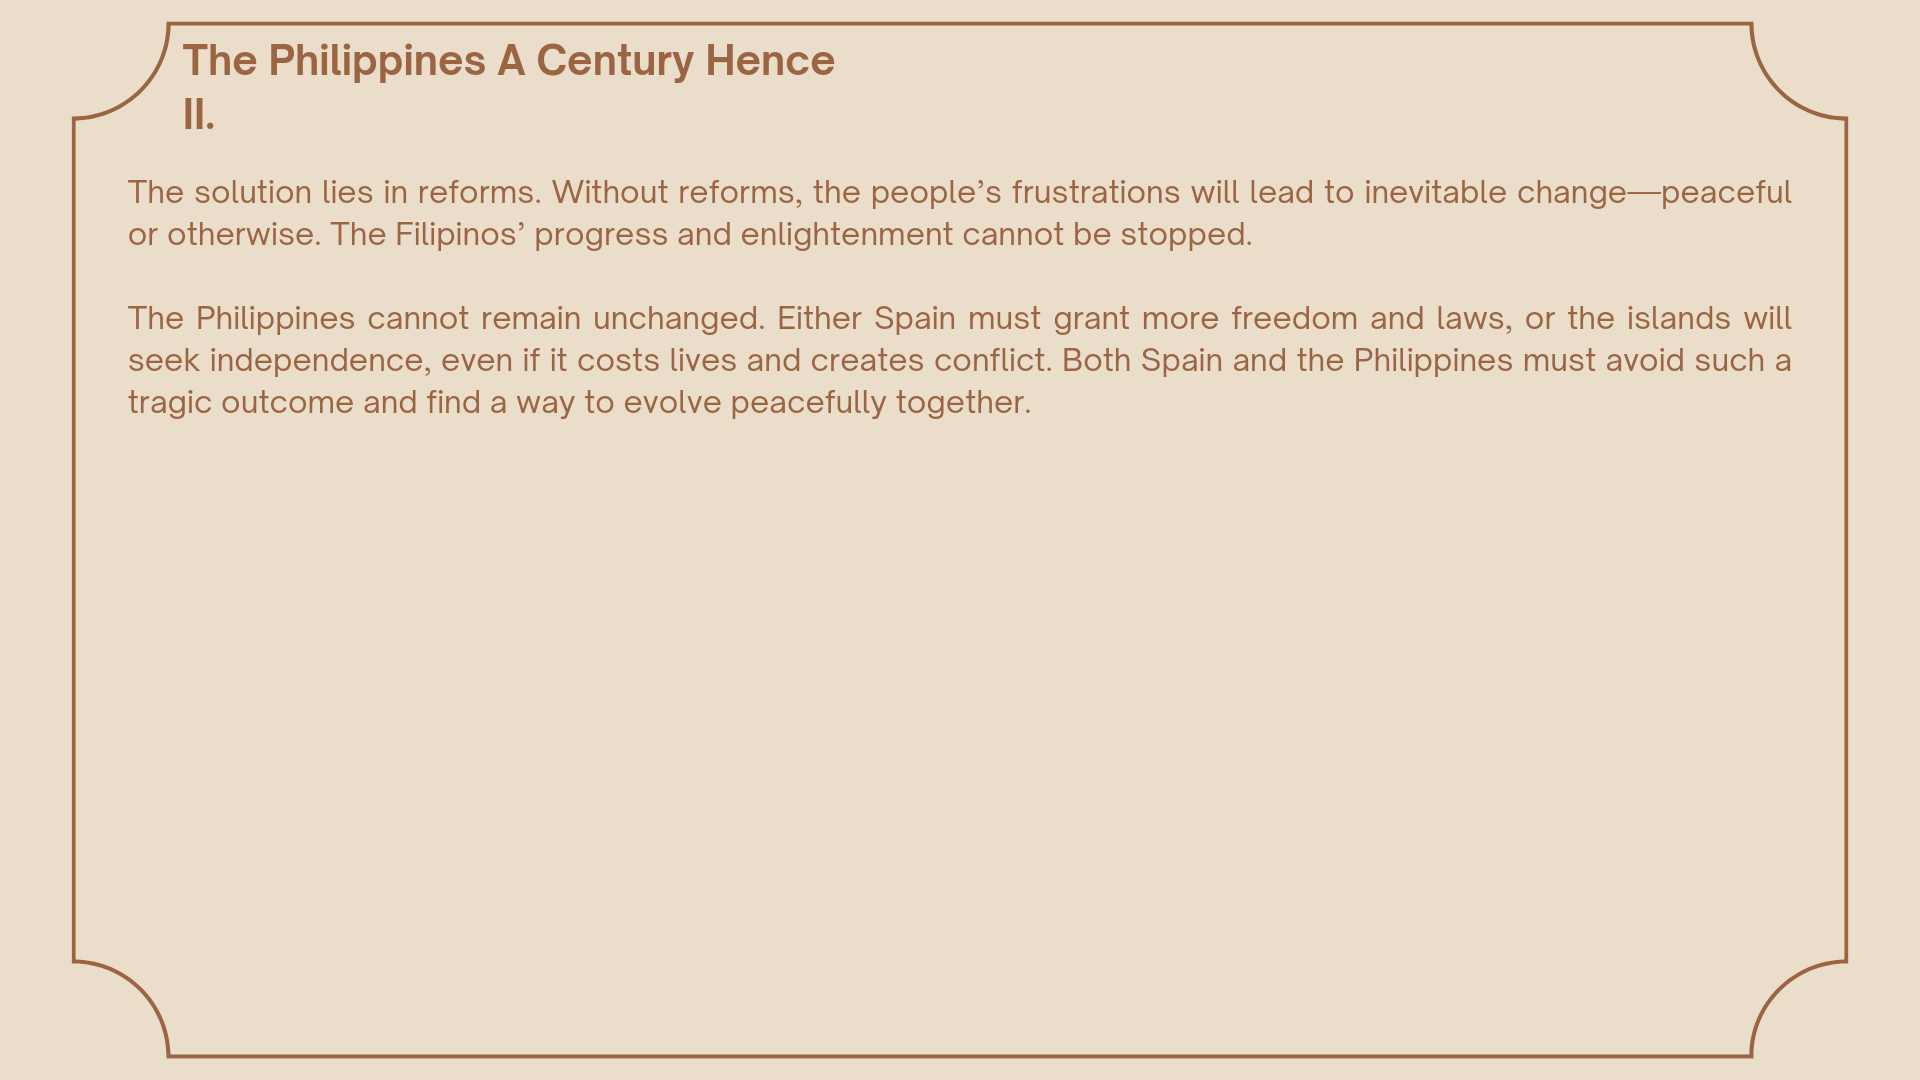 The Philippines A Century Hence
II.
The solution lies in reforms. Without reforms, the people’s frustrations will lead to inevitable change—peaceful
or otherwise. The Filipinos’ progress and enlightenment cannot be stopped.
The Philippines cannot remain unchanged. Either Spain must grant more freedom and laws, or the islands will
seek independence, even if it costs lives and creates conflict. Both Spain and the Philippines must avoid such a
tragic outcome and find a way to evolve peacefully together.